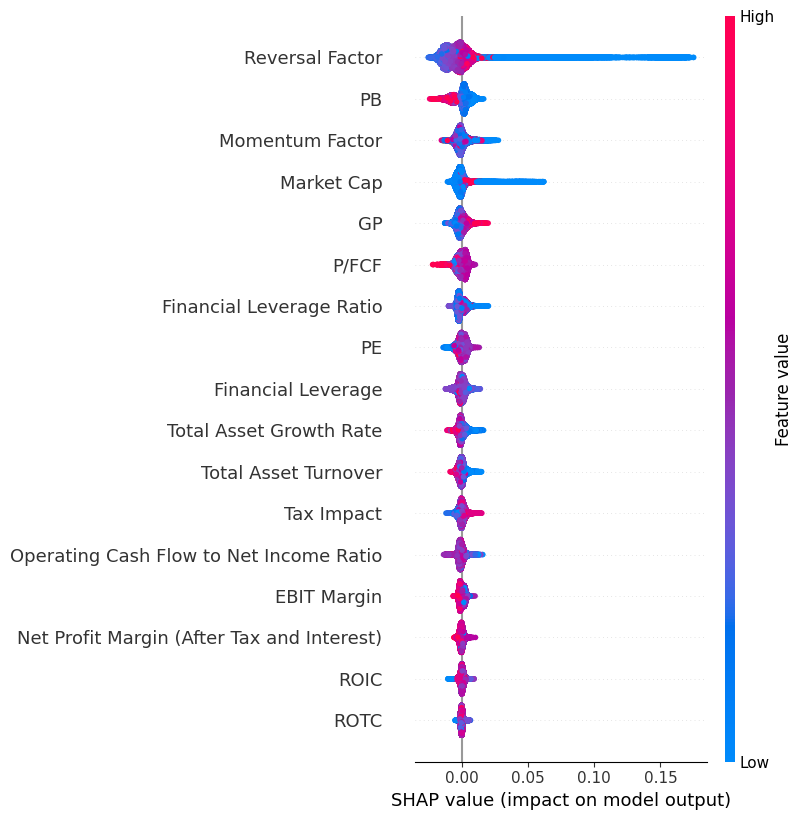 High
Reversal Factor
PB
Momentum Factor
Market Cap
GP
P/FCF
Financial Leverage Ratio
PE
Financial Leverage
Total Asset Growth Rate
Total Asset Turnover
Tax Impact
Operating Cash Flow to Net Income Ratio
EBIT Margin
Net Profit Margin (After Tax and Interest)
ROIC
ROTC
Feature value
Low
0.00 0.05 0.10 0.15
SHAP value (impact on model output)